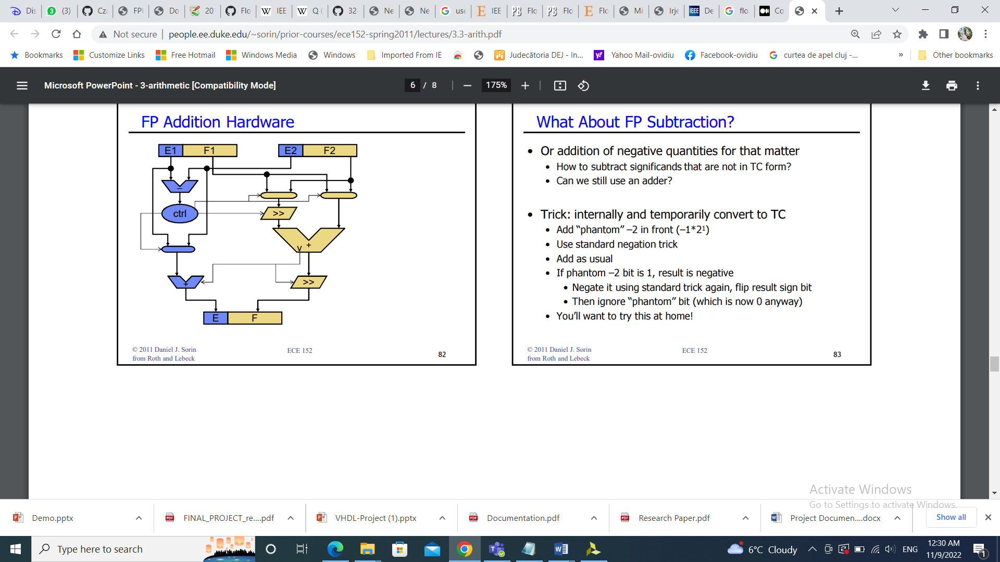 Dis
3 (3)
Cza
FPU
Do
20
Flo
W IEE
W Q (
32-
Ne
Ne
G use
E IEE
PB Flo
PB Flo
E Flo
Mi
Irje
IEEE De
G flo
Co
Not secure | people.ee.duke.edu/~sorin/prior-courses/ece152-spring2011/lectures/3.3-arith.pdf
Bookmarks
Customize Links
Free Hotmail
Windows Media
Windows
Imported From IE
Judecătoria DEJ - In...
Yahoo Mail-ovidiu
Facebook-ovidiu
curtea de apel cluj -...
»
Other bookmarks
Microsoft PowerPoint - 3-arithmetic [Compatibility Mode]
6 / 8
175%
FP Addition Hardware
E1 F1
E2 F2
–
ctrl
>>
v +
+
>>
E F
© 2011 Daniel J. Sorin
from Roth and Lebeck
ECE 152
82
What About FP Subtraction?
• Or addition of negative quantities for that matter
• How to subtract significands that are not in TC form?
• Can we still use an adder?
• Trick: internally and temporarily convert to TC
• Add “phantom” –2 in front (–1*2¹)
• Use standard negation trick
• Add as usual
• If phantom –2 bit is 1, result is negative
• Negate it using standard trick again, flip result sign bit
• Then ignore “phantom” bit (which is now 0 anyway)
• You’ll want to try this at home!
© 2011 Daniel J. Sorin
from Roth and Lebeck
ECE 152
83
Activate Windows
Go to Settings to activate Windows.
Demo.pptx
FINAL_PROJECT_re....pdf
VHDL-Project (1).pptx
Documentation.pdf
Research Paper.pdf
Project Documen....docx
Show all
Type here to search
6°C Cloudy
ENG
12:30 AM
11/9/2022
1